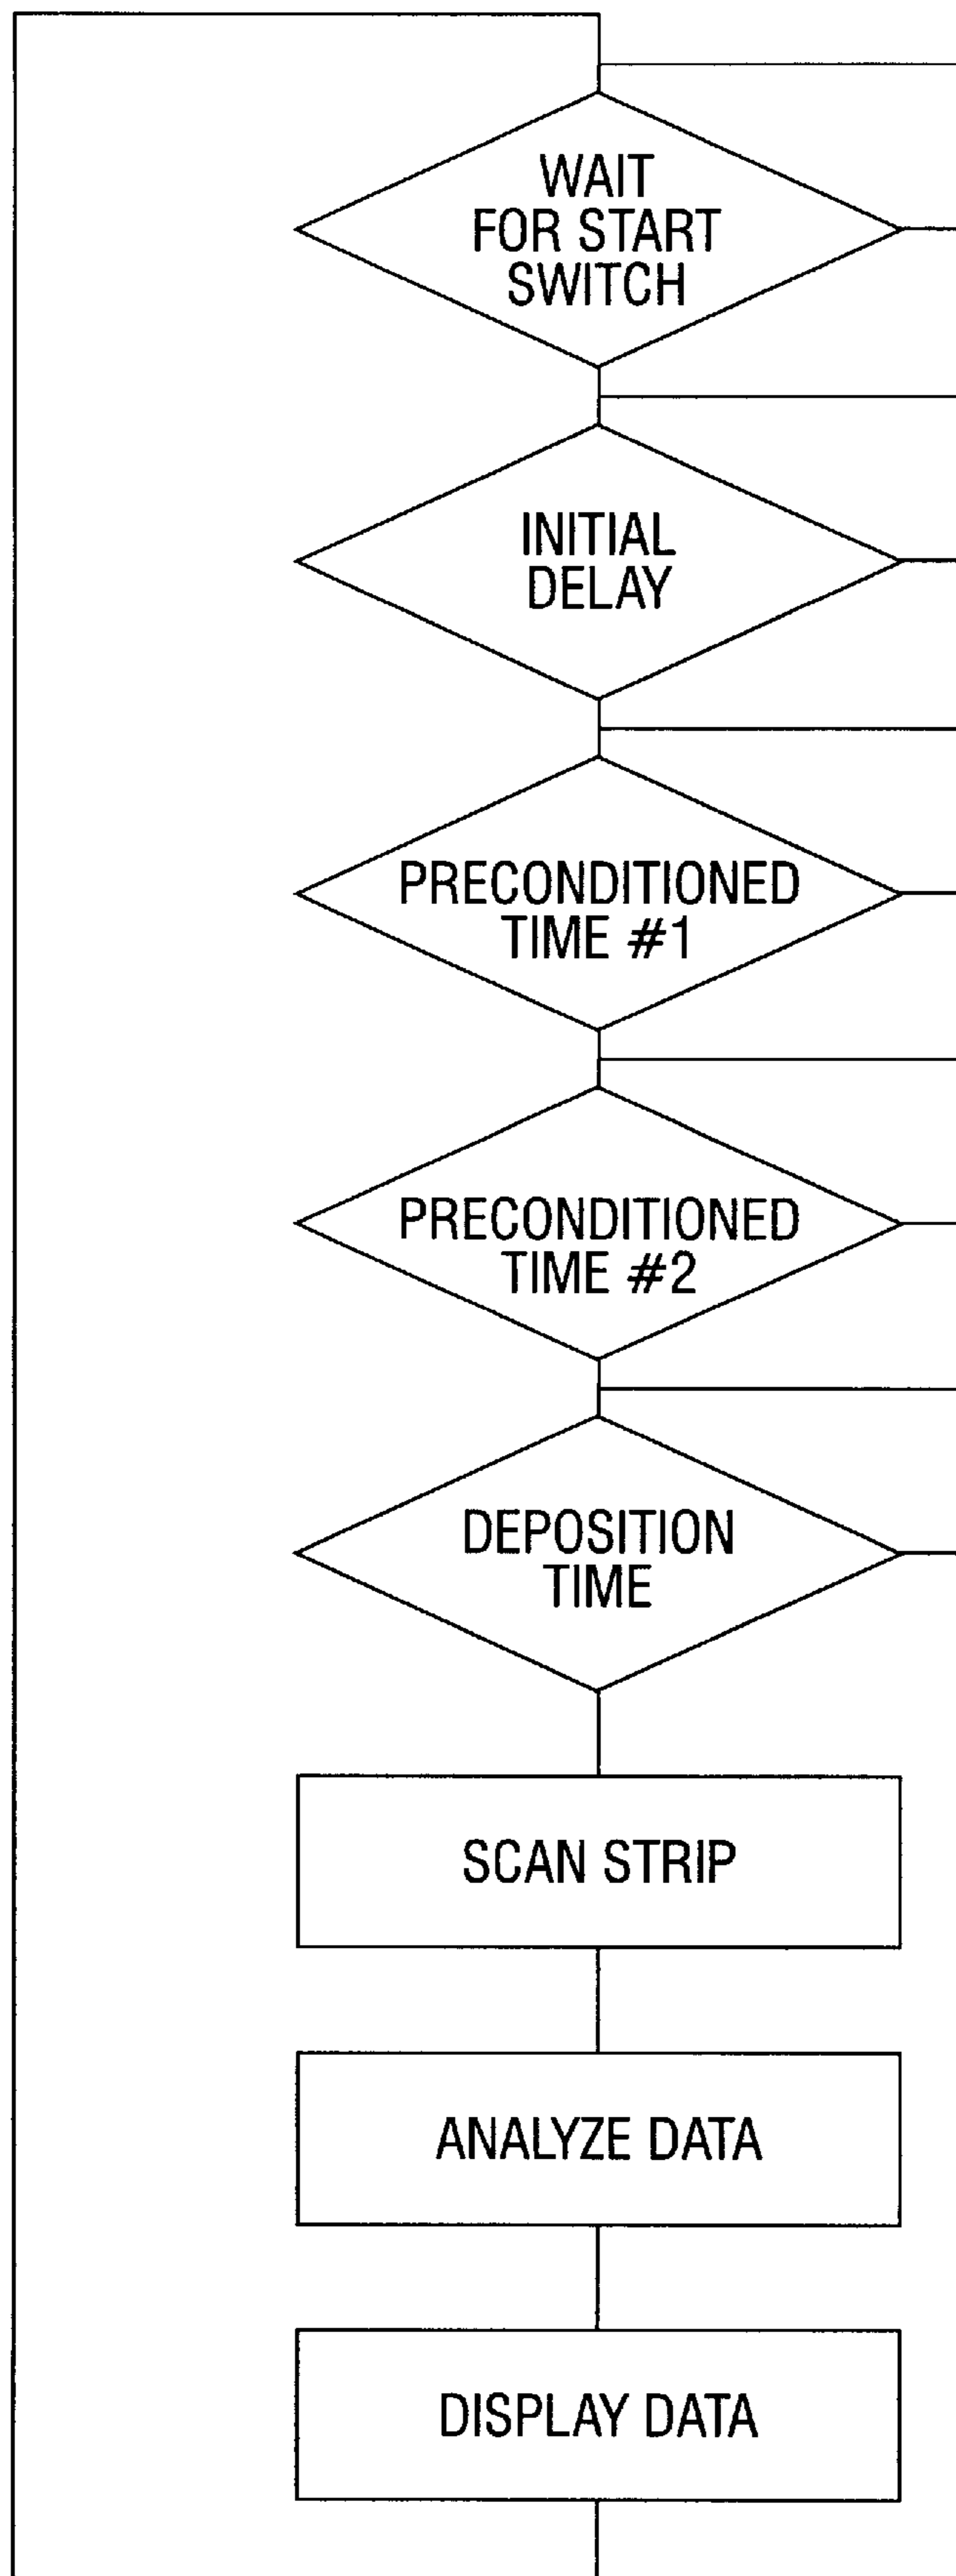 WAIT
FOR START
SWITCH
INITIAL
DELAY
PRECONDITIONED
TIME #1
PRECONDITIONED
TIME #2
DEPOSITION
TIME
SCAN STRIP
ANALYZE DATA
DISPLAY DATA